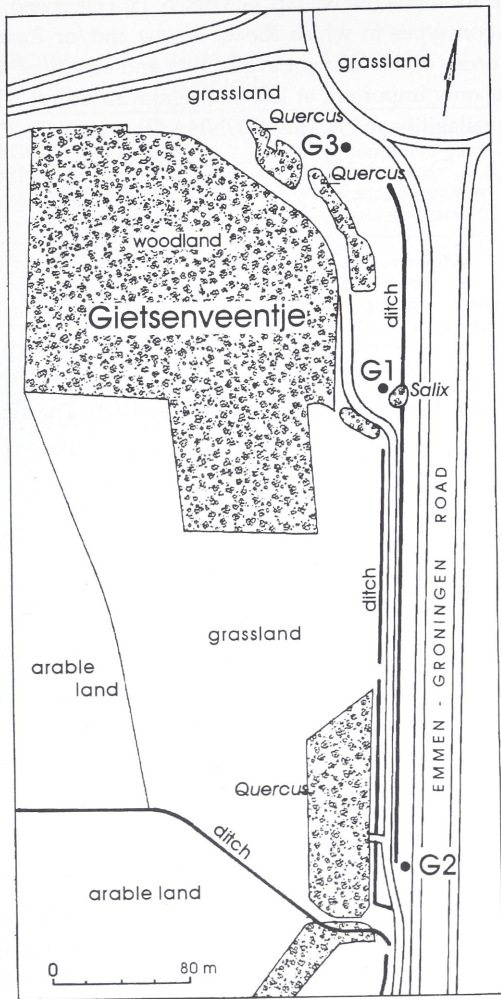 grassland
grassland
Quercus
G3
Quercus
woodland
Gietsenveentje
ditch
G1
Salix
EMMEN - GRONINGEN ROAD
ditch
grassland
arable
land
Quercus
ditch
G2
arable land
0 80 m